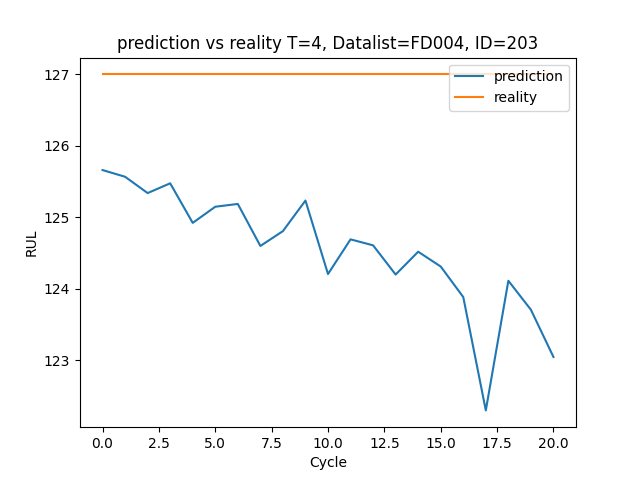 prediction vs reality T=4, Datalist=FD004, ID=203
127
126
125
124
123
RUL
prediction
reality
0.0 2.5 5.0 7.5 10.0 12.5 15.0 17.5 20.0
Cycle